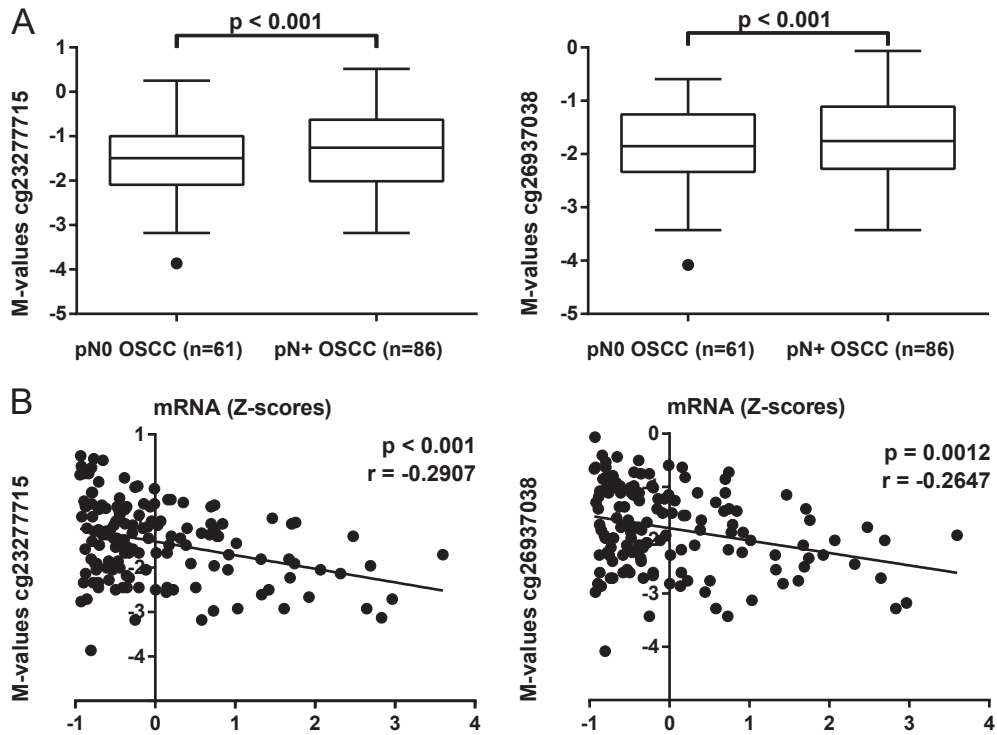 A
p < 0.001
M-values cg23277715
1
0
-1
-2
-3
-4
-5
pN0 OSCC (n=61)
pN+ OSCC (n=86)
p < 0.001
M-values cg26937038
0
-1
-2
-3
-4
-5
pN0 OSCC (n=61)
pN+ OSCC (n=86)
B
mRNA (Z-scores)
p < 0.001
r = -0.2907
M-values cg23277715
1
-2
-3
-4
-1
0
1
2
3
4
mRNA (Z-scores)
p = 0.0012
r = -0.2647
M-values cg26937038
0
-2
-3
-4
-1
0
1
2
3
4